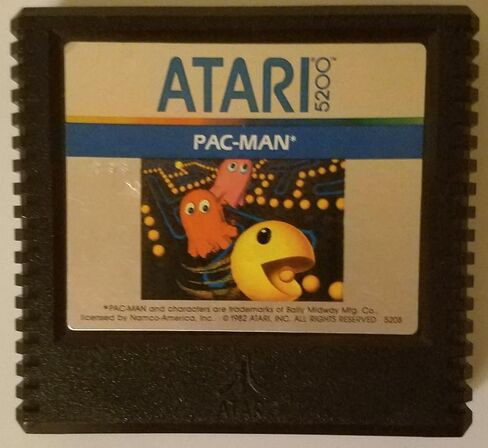 ATARI® 5200™
PAC-MAN*
*PAC-MAN and characters are trademarks of Bally Midway Mfg. Co.,
licensed by Namco-America, Inc. © 1982 ATARI, INC. ALL RIGHTS RESERVED 5208
ATARI